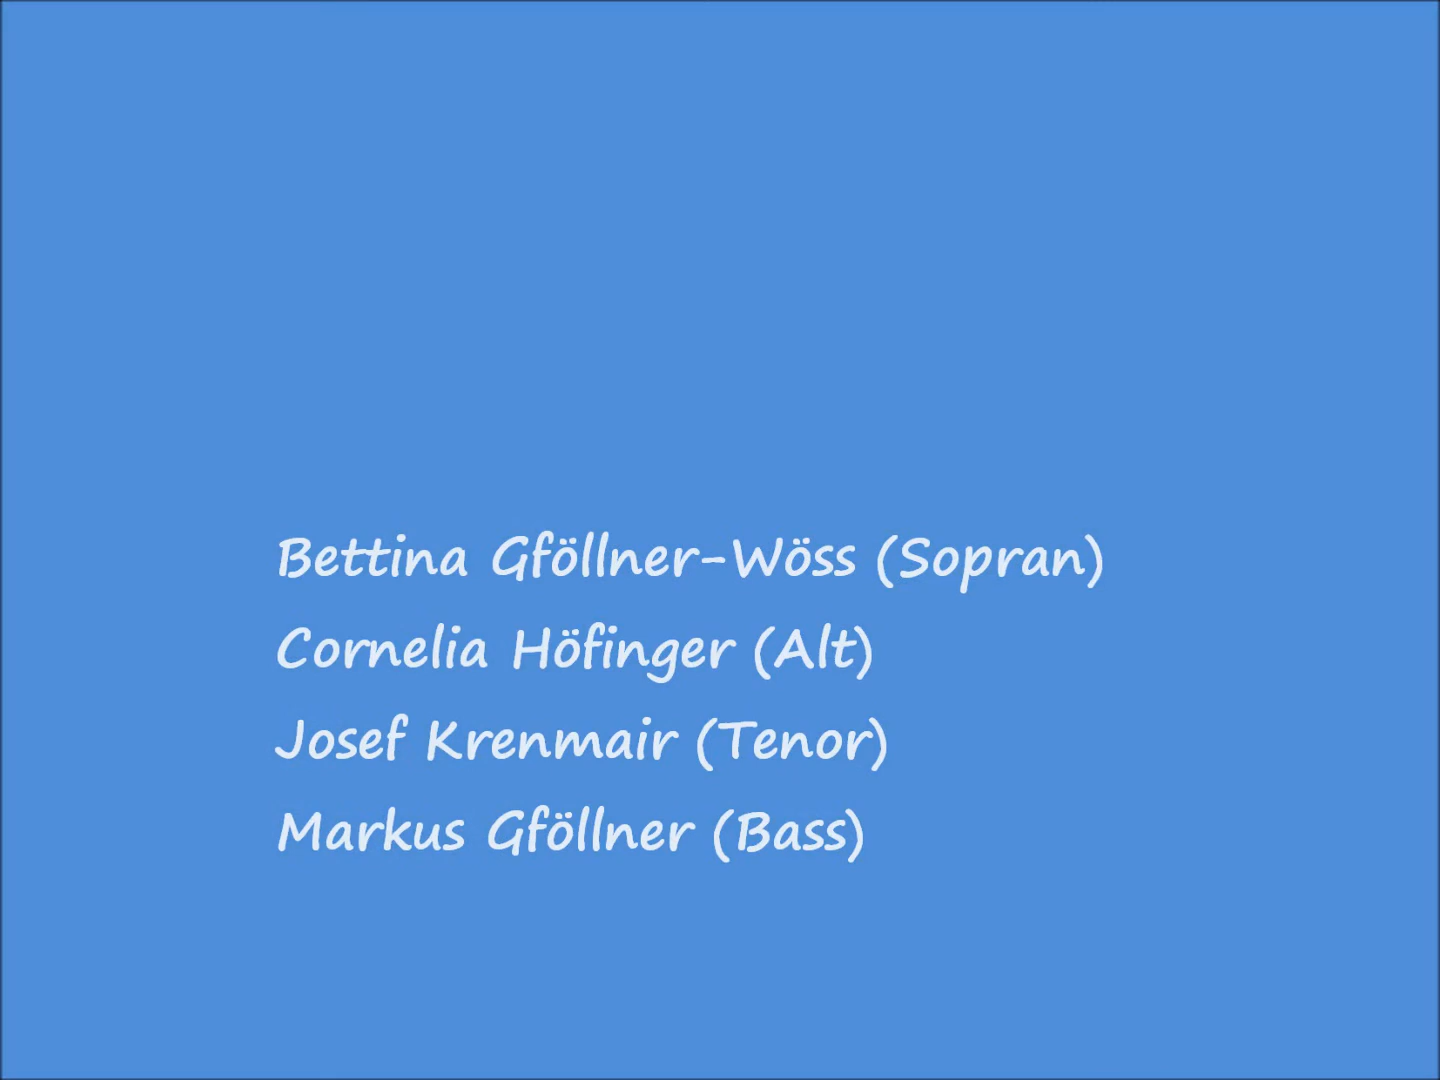 Bettina Gföllner-Wöss (Sopran)
Cornelia Höfinger (Alt)
Josef Krenmair (Tenor)
Markus Gföllner (Bass)